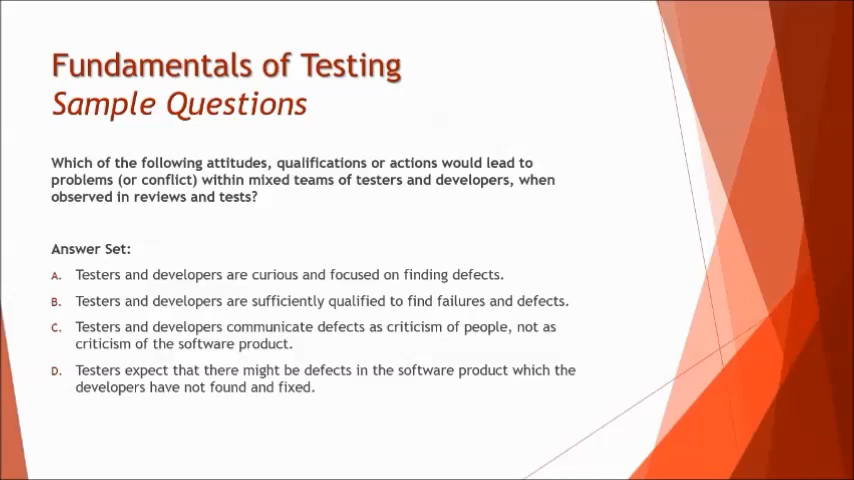 Fundamentals of Testing
Sample Questions
Which of the following attitudes, qualifications or actions would lead to
problems (or conflict) within mixed teams of testers and developers, when
observed in reviews and tests?
Answer Set:
A. Testers and developers are curious and focused on finding defects.
B. Testers and developers are sufficiently qualified to find failures and defects.
C. Testers and developers communicate defects as criticism of people, not as
criticism of the software product.
D. Testers expect that there might be defects in the software product which the
developers have not found and fixed.